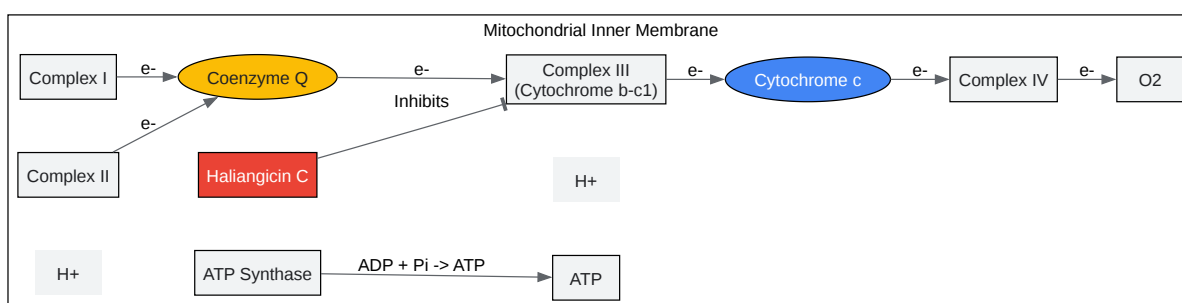 Mitochondrial Inner Membrane
Complex I
e-
Coenzyme Q
e-
Complex III
(Cytochrome b-c1)
e-
Cytochrome c
e-
Complex IV
e-
O2
Inhibits
e-
Complex II
Haliangicin C
H+
H+
ATP Synthase
ADP + Pi -> ATP
ATP